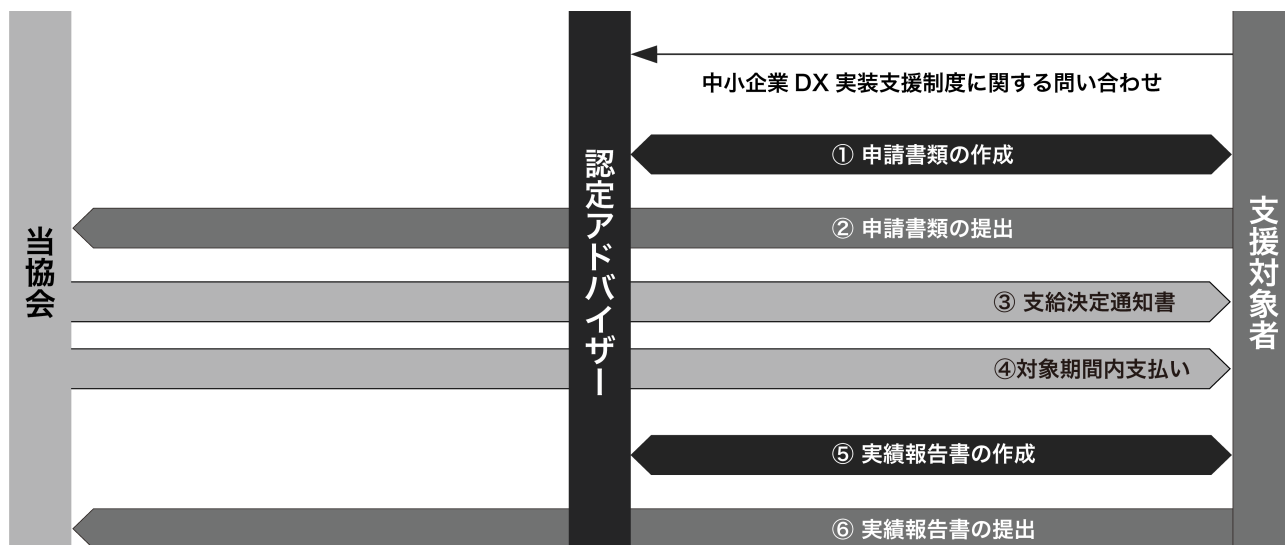 中小企業 DX 実装支援制度に関する問い合わせ
① 申請書類の作成
② 申請書類の提出
③ 支給決定通知書
④対象期間内支払い
⑤ 実績報告書の作成
⑥ 実績報告書の提出
当協会
認定アドバイザー
支援対象者